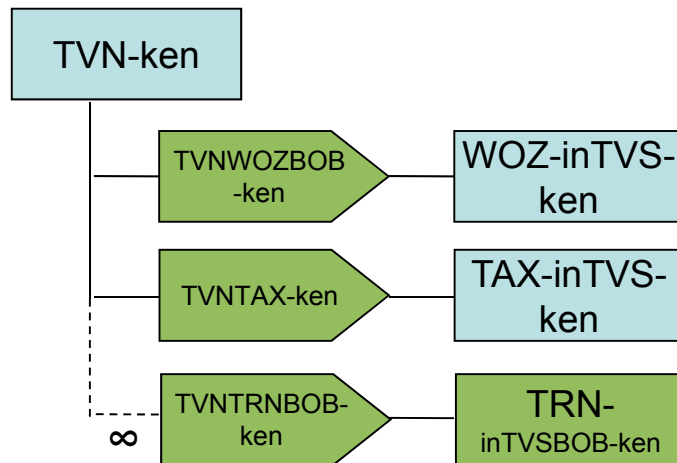 TVN-ken
TVNWOZBOB
-ken
WOZ-inTVS-
ken
TVNTAX-ken
TAX-inTVS-
ken
TVNTRNBOB-
ken
TRN-
inTVSBOB-ken
∞